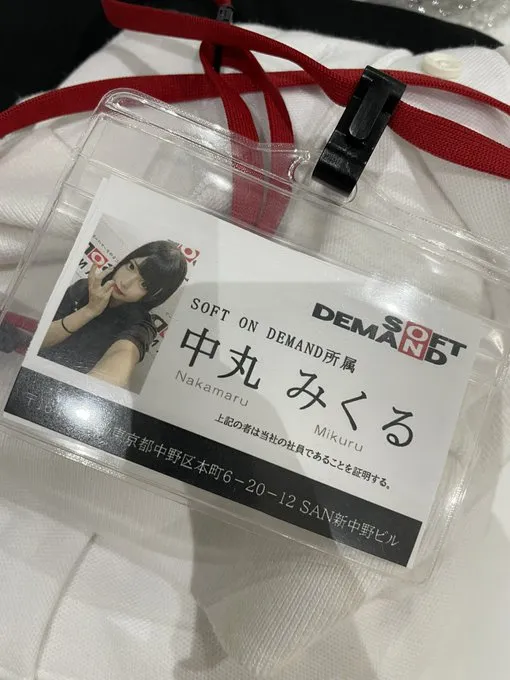 SOFT
ON
DEMAND
SOFT ON DEMAND所属
中丸 みくる
Nakamaru Mikuru
上記の者は当社の社員であることを証明する。
京都中野区本町6-20-12 SAN新中野ビル